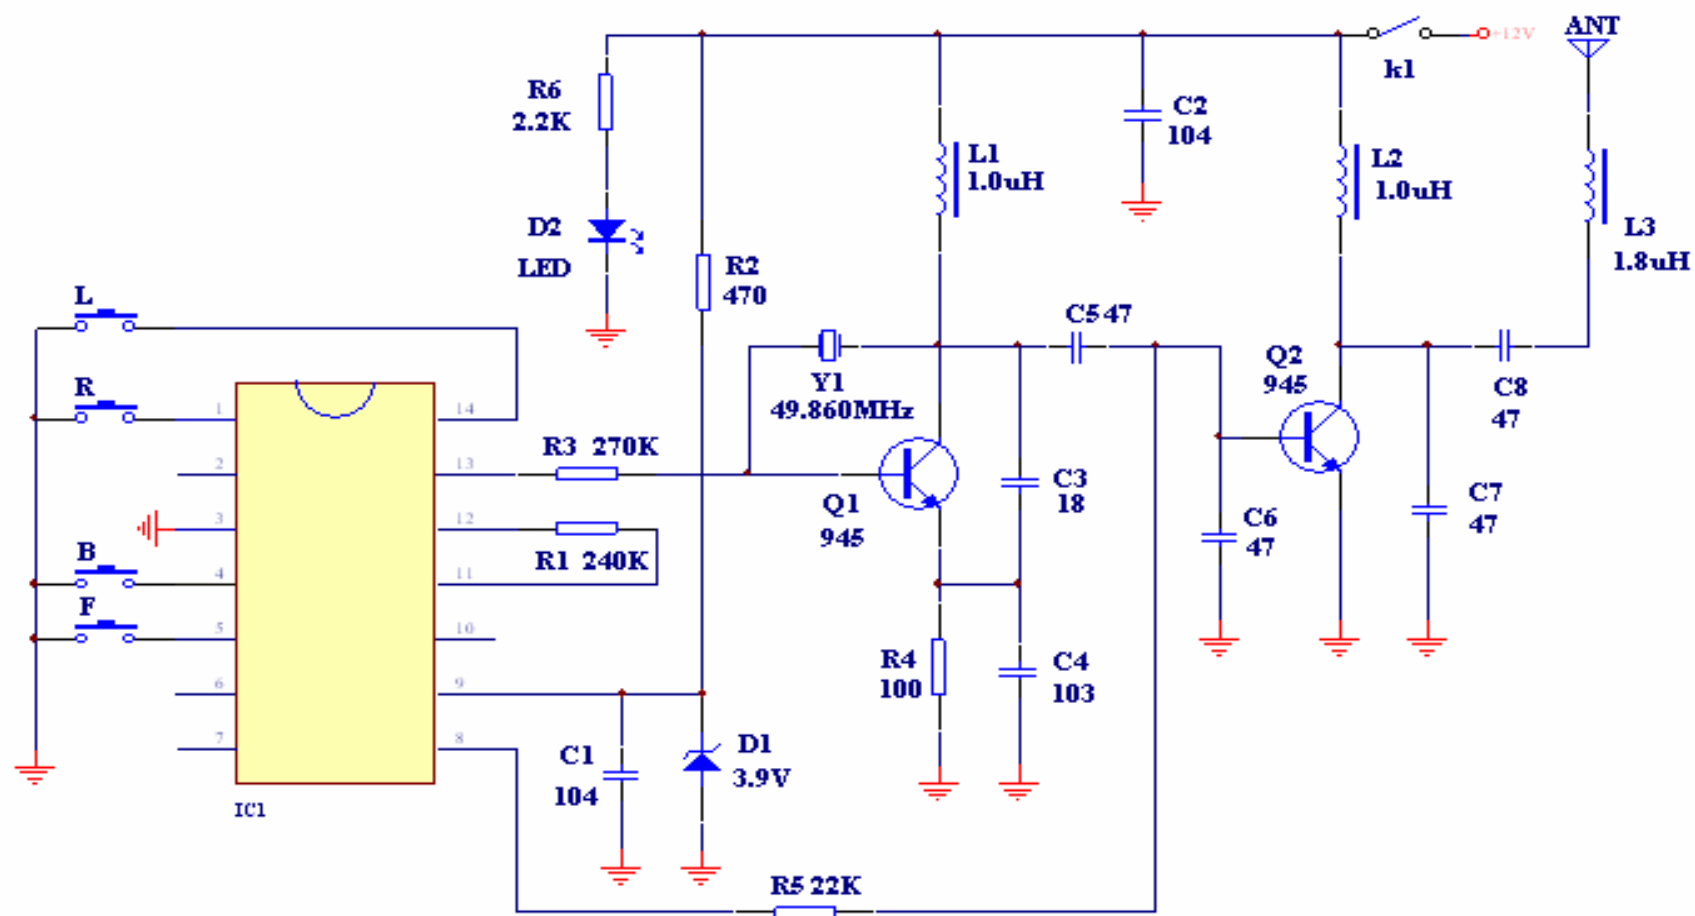 +12V
ANT
k1
R6
2.2K
C2
104
L1
1.0uH
L2
1.0uH
D2
LED
R2
470
L3
1.8uH
L
C5 47
Q2
945
R
Y1
49.860MHz
C8
47
1
14
R3 270K
2
13
C3
18
Q1
945
C7
47
3
12
C6
47
B
R1 240K
4
11
F
5
10
R4
100
C4
103
6
9
7
8
C1
104
D1
3.9V
IC1
R5 22K